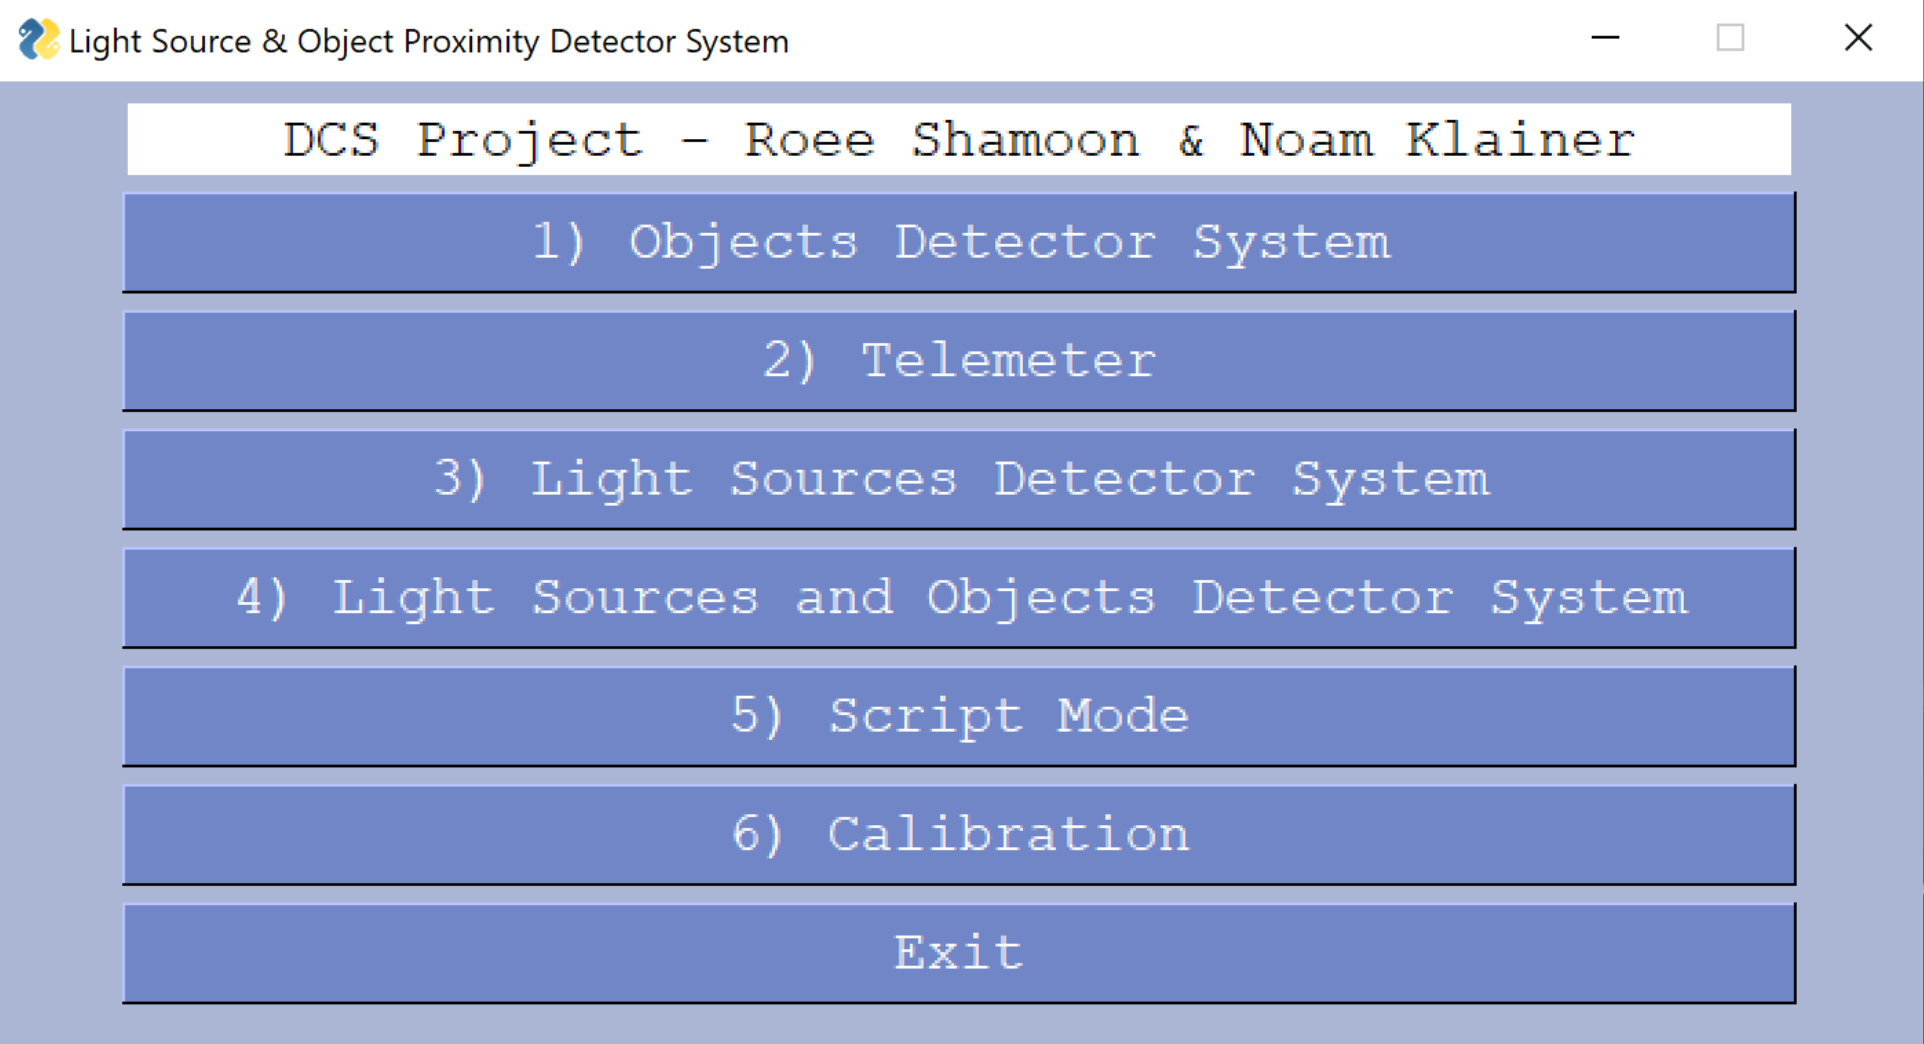 Light Source & Object Proximity Detector System
DCS Project - Roee Shamoon & Noam Klainer
1) Objects Detector System
2) Telemeter
3) Light Sources Detector System
4) Light Sources and Objects Detector System
5) Script Mode
6) Calibration
Exit